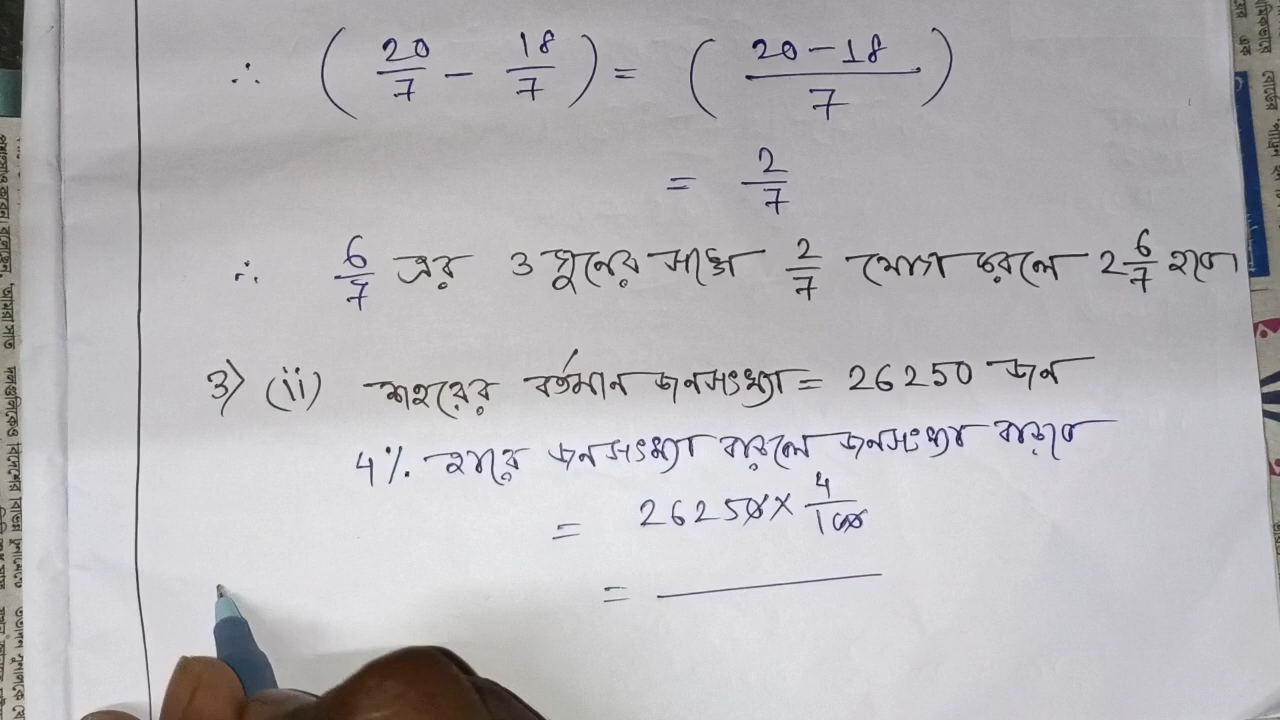 ∴ (20/7 − 18/7) = (20−18/7)
= 2/7
∴ 6/7 এর 3 গুনের সঙ্গে 2/7 যোগ করলে 2 6/7 হবে।
3) (ii) শহরের বর্তমান জনসংখ্যা = 26250 জন
4% হারে জনসংখ্যা বাড়লে জনসংখ্যা বাড়বে
= 26250 × 4/100
=